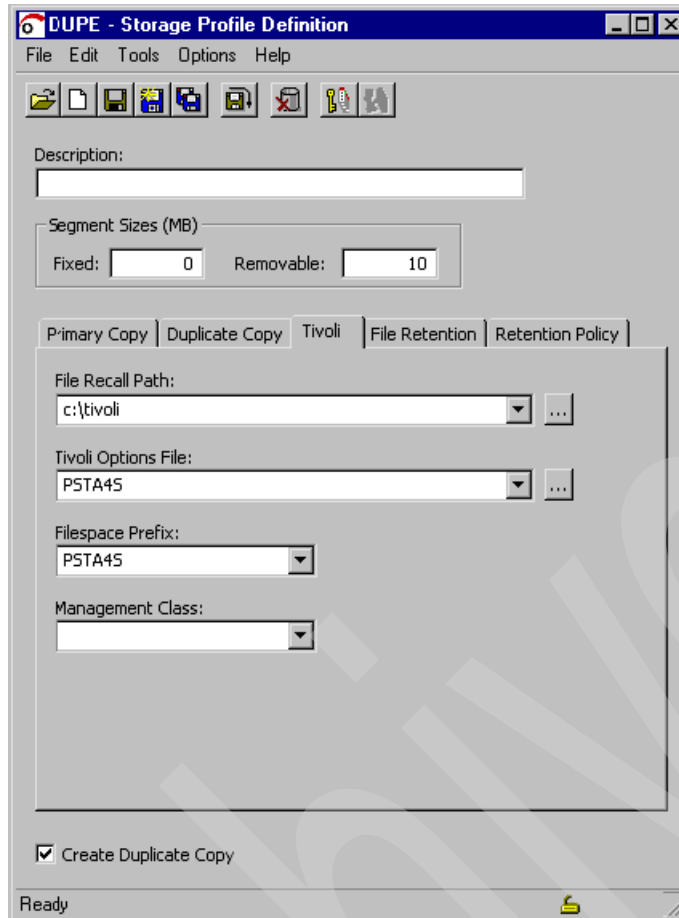 DUPE - Storage Profile Definition
File Edit Tools Options Help
Description:
Segment Sizes (MB)
Fixed: 0 Removable: 10
Primary Copy Duplicate Copy Tivoli File Retention Retention Policy
File Recall Path:
c:\tivoli
...
Tivoli Options File:
PSTA45
...
Filespace Prefix:
PSTA45
Management Class:
Create Duplicate Copy
Ready